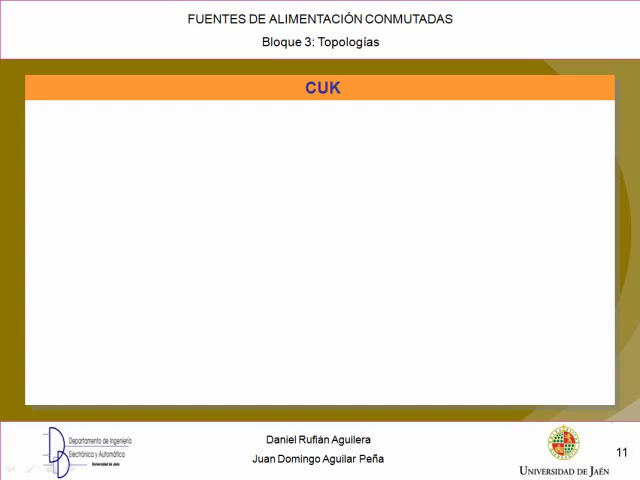 FUENTES DE ALIMENTACIÓN CONMUTADAS
Bloque 3: Topologías
CUK
Departamento de Ingeniería
Electrónica y Automática
Universidad de Jaén
Daniel Rufián Aguilera
Juan Domingo Aguilar Peña
UNIVERSIDAD DE JAÉN
11